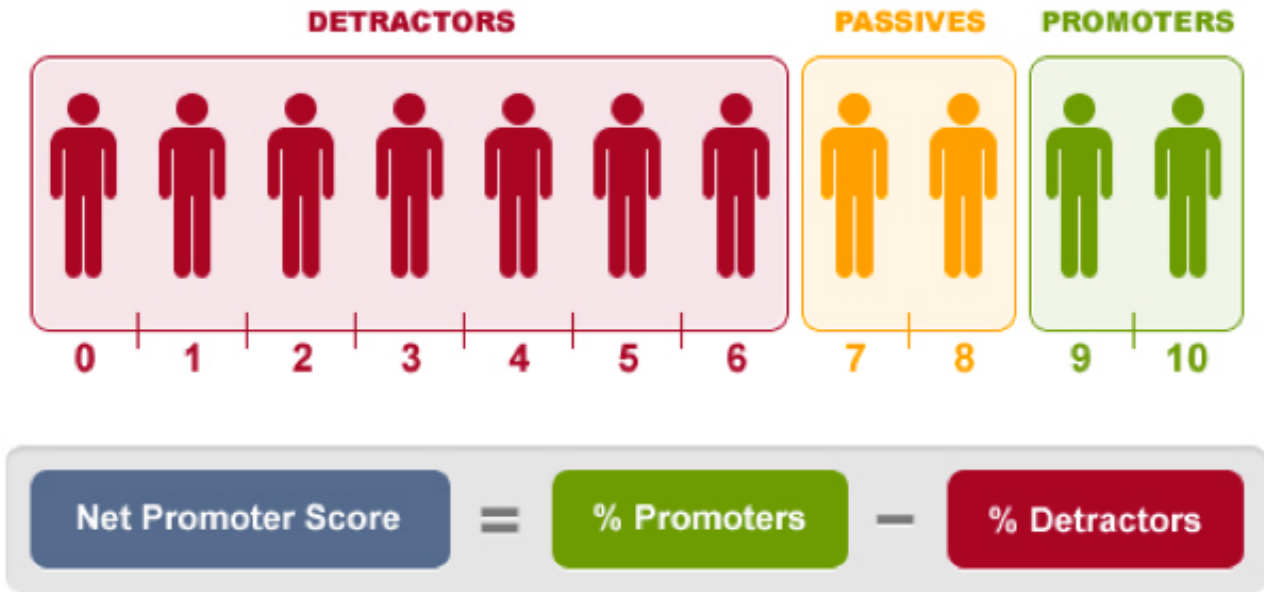 DETRACTORS PASSIVES PROMOTERS
0 1 2 3 4 5 6 7 8 9 10
Net Promoter Score = % Promoters − % Detractors